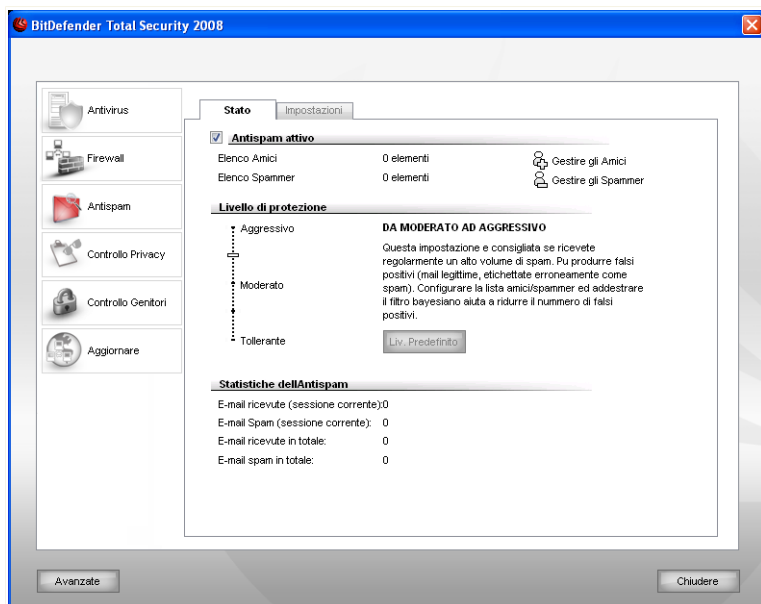 BitDefender Total Security 2008
Antivirus
Firewall
Antispam
Controllo Privacy
Controllo Genitori
Aggiornare
Stato
Impostazioni
Antispam attivo
Elenco Amici 0 elementi Gestire gli Amici
Elenco Spammer 0 elementi Gestire gli Spammer
Livello di protezione
Aggressivo
Moderato
Tollerante
DA MODERATO AD AGGRESSIVO
Questa impostazione e consigliata se ricevete
regolarmente un alto volume di spam. Pu produrre falsi
positivi (mail legittime, etichettate erroneamente come
spam). Configurare la lista amici/spammer ed addestrare
il filtro bayesiano aiuta a ridurre il nummero di falsi
positivi.
Liv. Predefinito
Statistiche dellAntispam
E-mail ricevute (sessione corrente):0
E-mail Spam (sessione corrente): 0
E-mail ricevute in totale: 0
E-mail spam in totale: 0
Avanzate
Chiudere